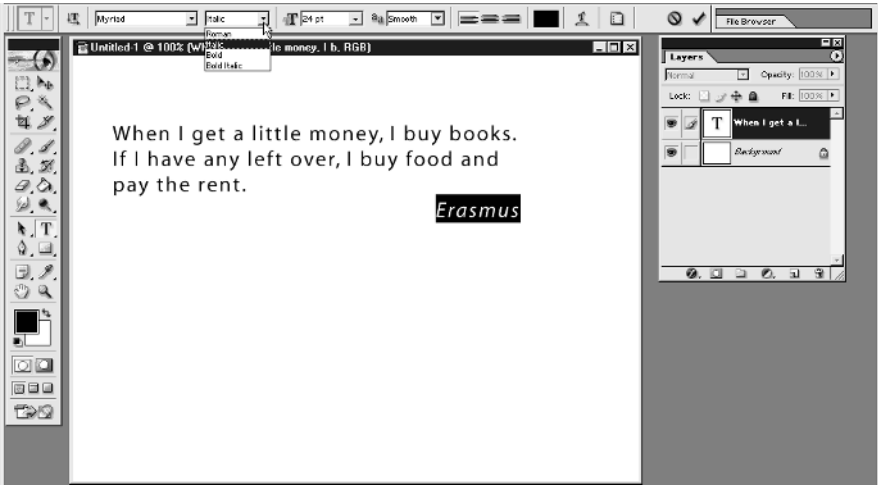 T Myriad Italic T 24 pt aa Smooth File Browser
Roman
Italic
Bold
Bold Italic
Untitled-1 @ 100% (Wh le money, I b, RGB)
When I get a little money, I buy books.
If I have any left over, I buy food and
pay the rent.
Erasmus
Layers
Normal Opacity: 100%
Lock: Fill: 100%
T When I get a l...
Background
T